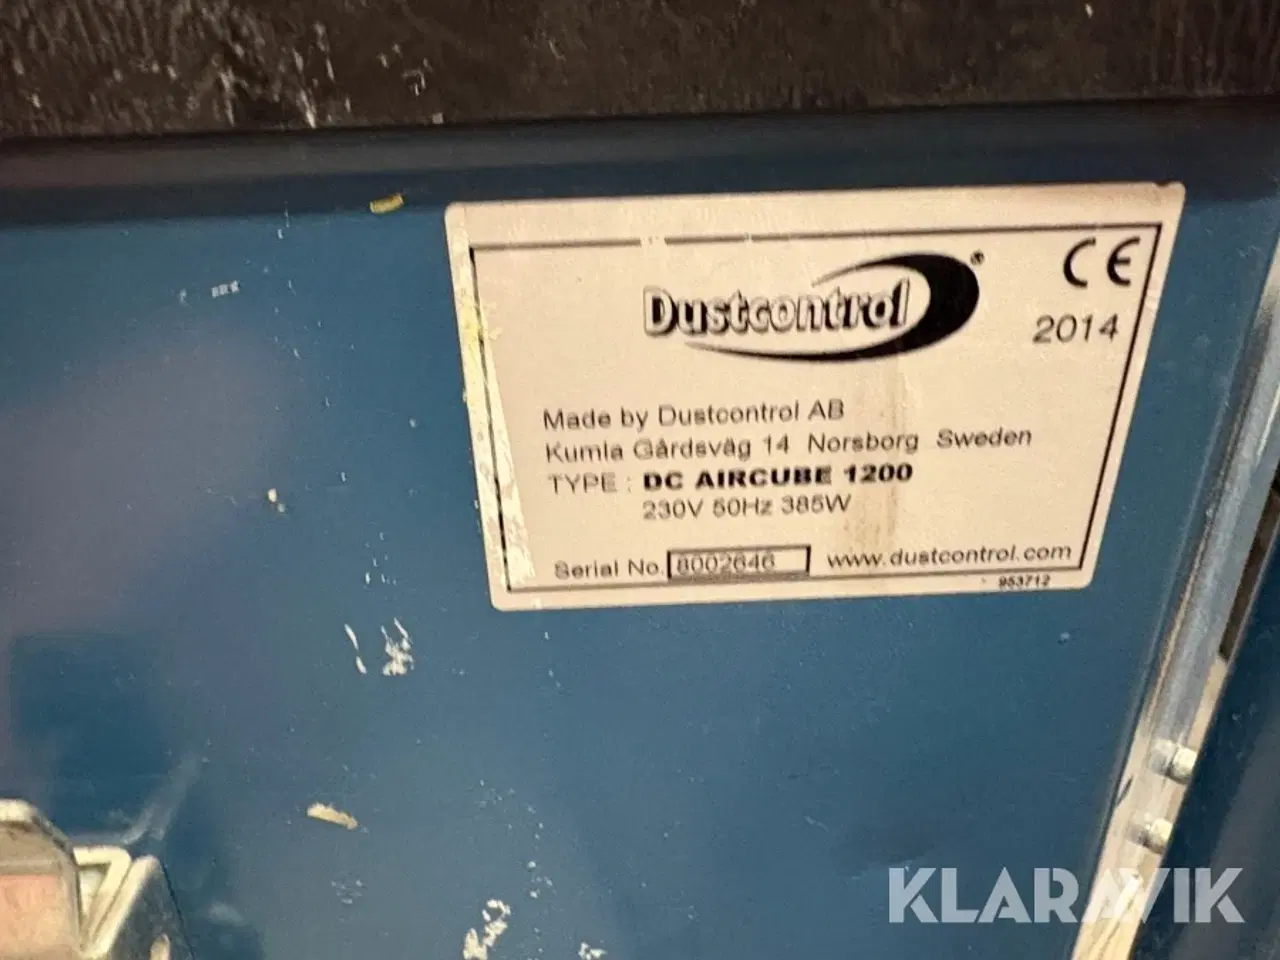 Dustcontrol®
CE
2014
Made by Dustcontrol AB
Kumla Gårdsväg 14 Norsborg Sweden
TYPE : DC AIRCUBE 1200
230V 50Hz 385W
Serial No. 8002646 www.dustcontrol.com
953712
KLARAVIK